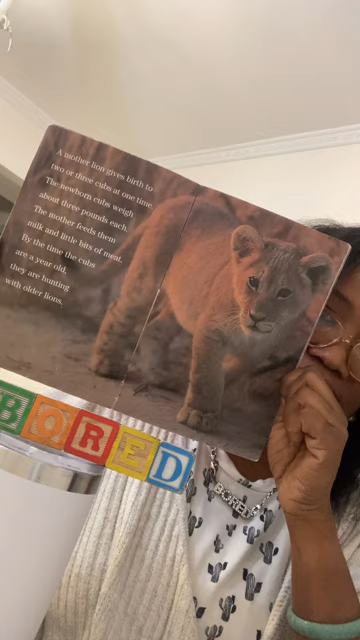 A mother lion gives birth to
two or three cubs at one time.
The newborn cubs weigh
about three pounds each.
The mother feeds them
milk and little bits of meat.
By the time the cubs
are a year old,
they are hunting
with older lions.
BORED
BORED